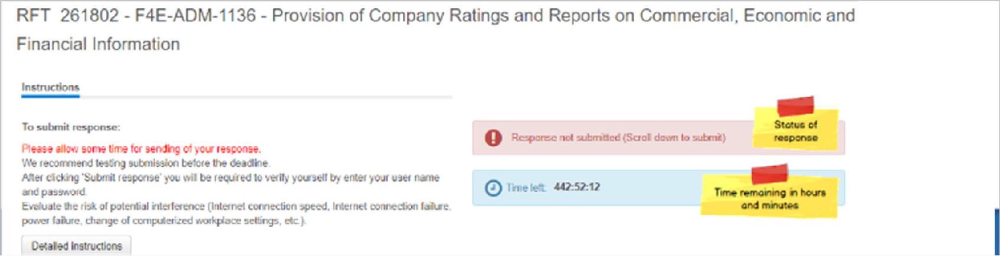 RFT 261802 - F4E-ADM-1136 - Provision of Company Ratings and Reports on Commercial, Economic and
Financial Information
Instructions
To submit response:
Please allow some time for sending of your response.
We recommend testing submission before the deadline.
After clicking 'Submit response' you will be required to verify yourself by enter your user name
and password.
Evaluate the risk of potential interference (Internet connection speed, Internet connection failure,
power failure, change of computerized workplace settings, etc.).
Detailed instructions
Response not submitted (Scroll down to submit)
Status of
response
Time left: 442:52:12
Time remaining in hours
and minutes